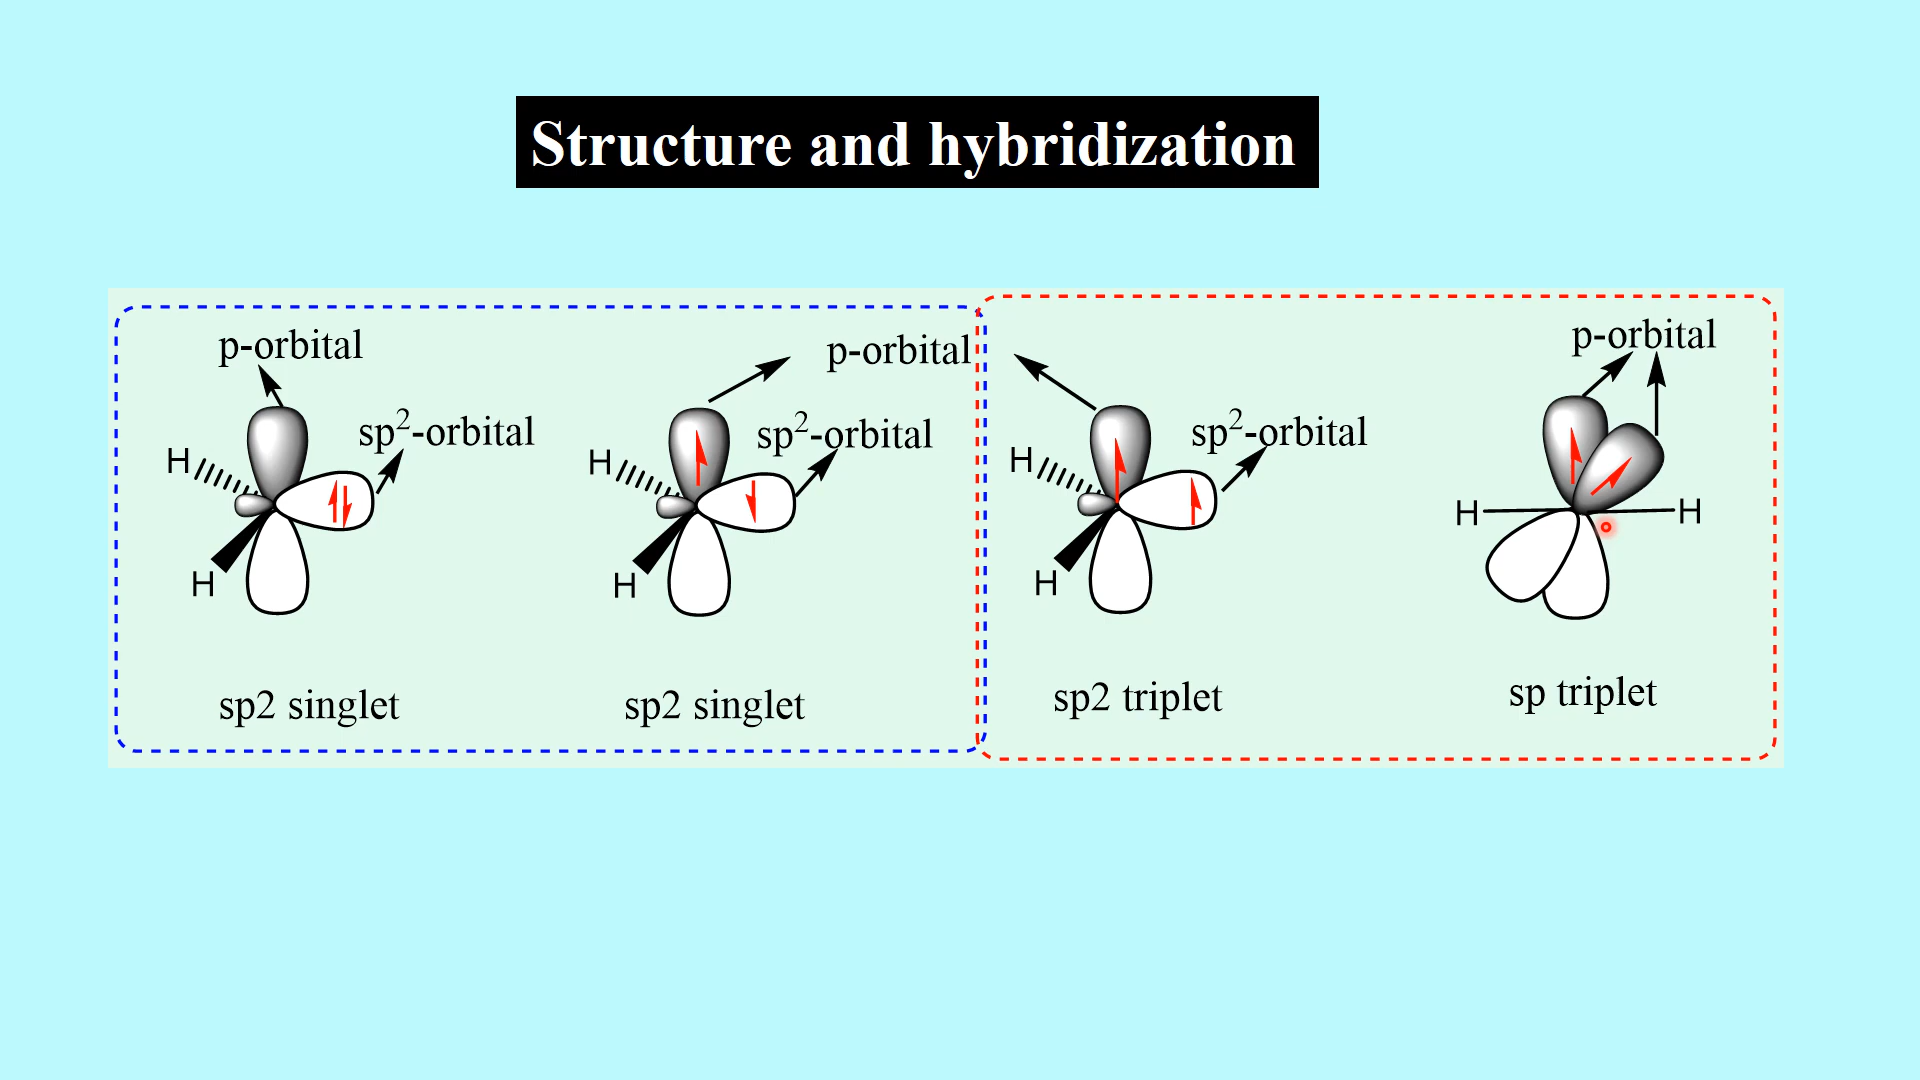 Structure and hybridization
p-orbital
sp²-orbital
H
H
sp2 singlet
p-orbital
sp²-orbital
H
H
sp2 singlet
sp²-orbital
H
H
sp2 triplet
p-orbital
H
H
sp triplet